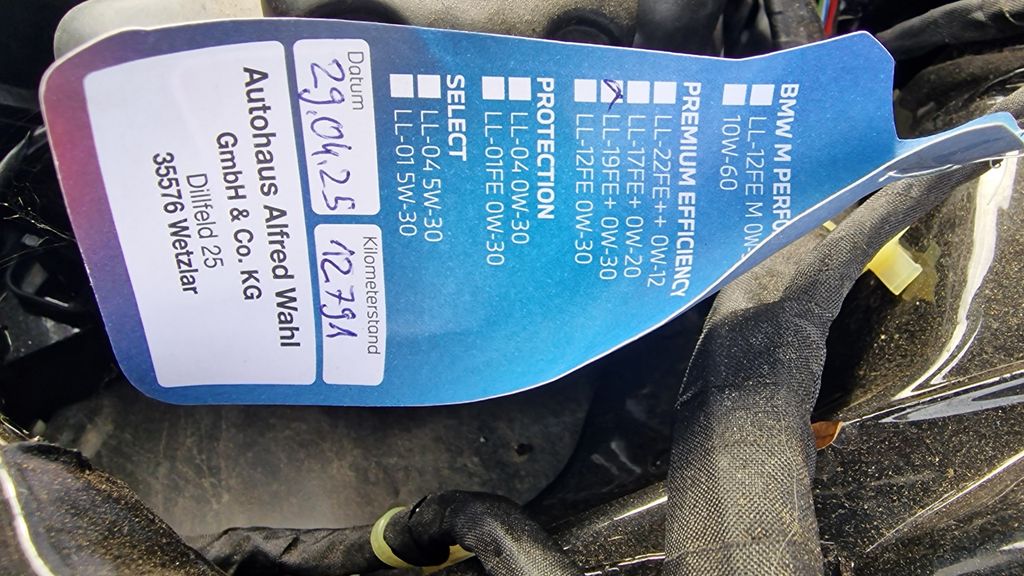 BMW M
LL-12FE M
10W-60
PREMIUM EFFICIENCY
LL-22FE++ 0W-12
LL-17FE+ 0W-20
LL-19FE+ 0W-30
LL-12FE 0W-30
PROTECTION
LL-04 0W-30
LL-01FE 0W-30
SELECT
LL-04 5W-30
LL-01 5W-30
Datum Kilometerstand
29.04.25 12791
Autohaus Alfred Wahl
GmbH & Co. KG
Dillfeld 25
35576 Wetzlar